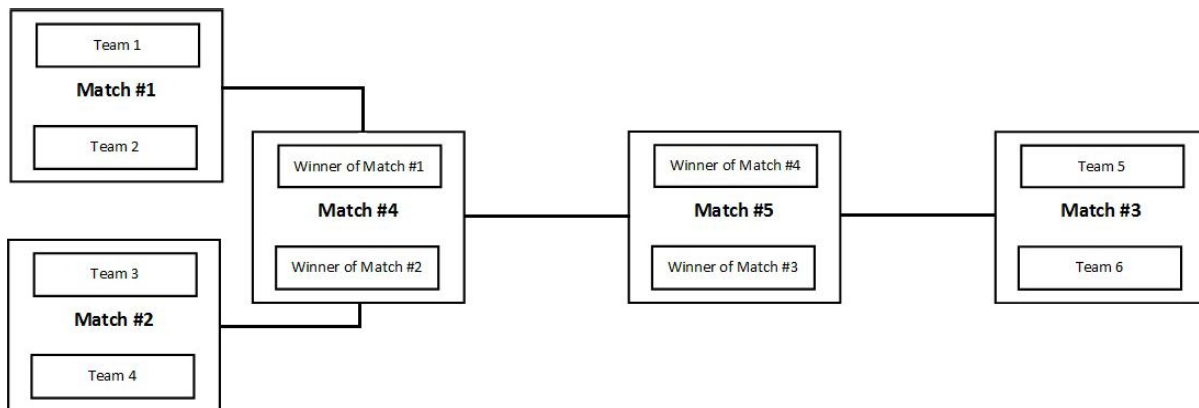 Team 1
Match #1
Team 2
Team 3
Match #2
Team 4
Winner of Match #1
Match #4
Winner of Match #2
Winner of Match #4
Match #5
Winner of Match #3
Team 5
Match #3
Team 6